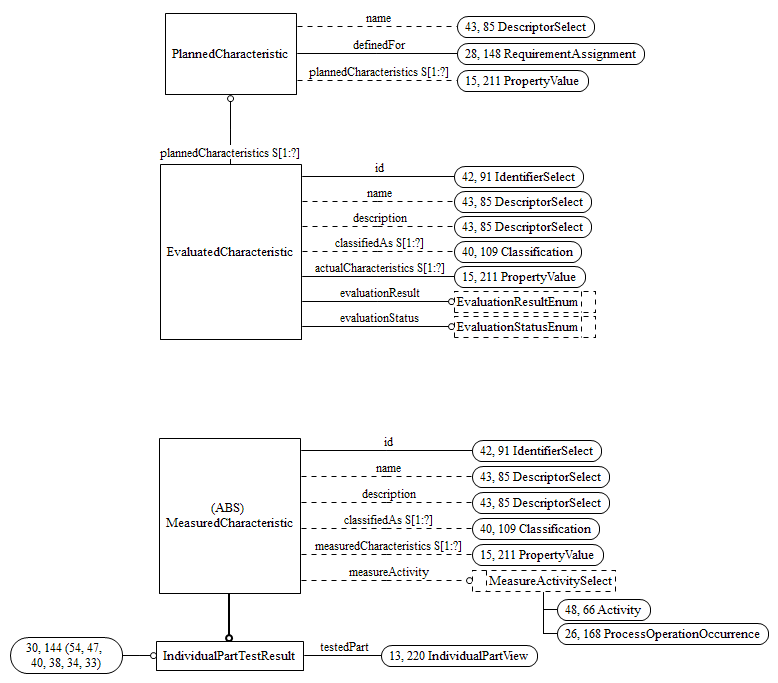 name
43, 85 DescriptorSelect
PlannedCharacteristic
definedFor
28, 148 RequirementAssignment
plannedCharacteristics S[1:?]
15, 211 PropertyValue
plannedCharacteristics S[1:?]
id
42, 91 IdentifierSelect
name
43, 85 DescriptorSelect
description
43, 85 DescriptorSelect
EvaluatedCharacteristic
classifiedAs S[1:?]
40, 109 Classification
actualCharacteristics S[1:?]
15, 211 PropertyValue
evaluationResult
EvaluationResultEnum
evaluationStatus
EvaluationStatusEnum
id
42, 91 IdentifierSelect
name
43, 85 DescriptorSelect
description
43, 85 DescriptorSelect
(ABS)
MeasuredCharacteristic
classifiedAs S[1:?]
40, 109 Classification
measuredCharacteristics S[1:?]
15, 211 PropertyValue
measureActivity
MeasureActivitySelect
48, 66 Activity
26, 168 ProcessOperationOccurrence
30, 144 (54, 47,
40, 38, 34, 33)
IndividualPartTestResult
testedPart
13, 220 IndividualPartView